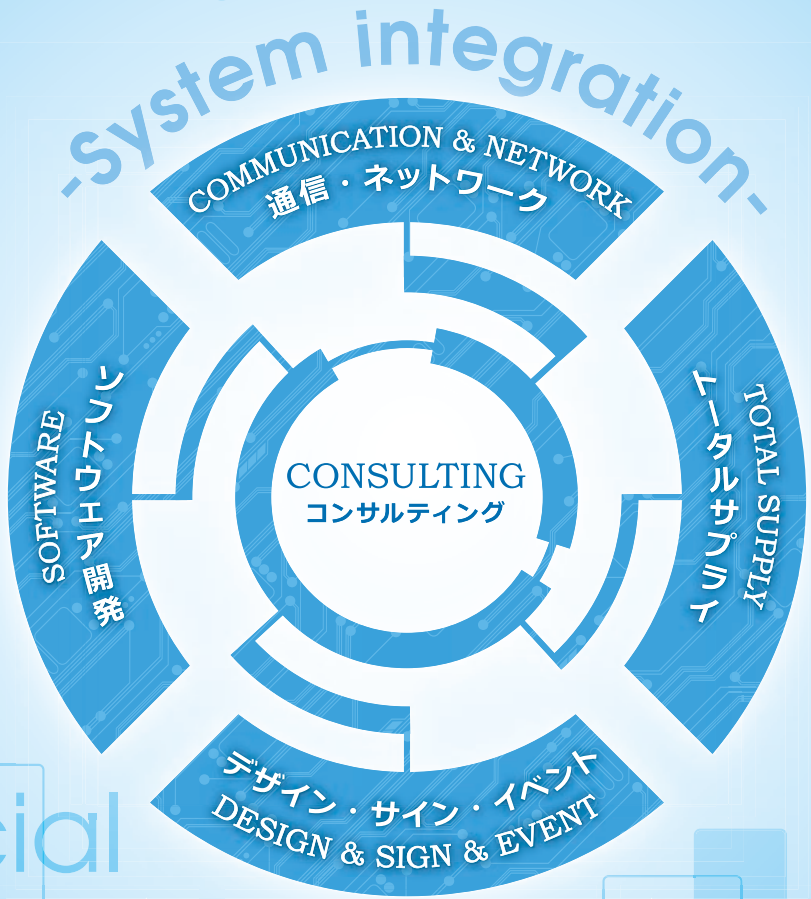 -System integration-
COMMUNICATION & NETWORK
通信・ネットワーク
SOFTWARE
ソフトウェア開発
CONSULTING
コンサルティング
トータルサプライ
TOTAL SUPPLY
デザイン・サイン・イベント
DESIGN & SIGN & EVENT
cial